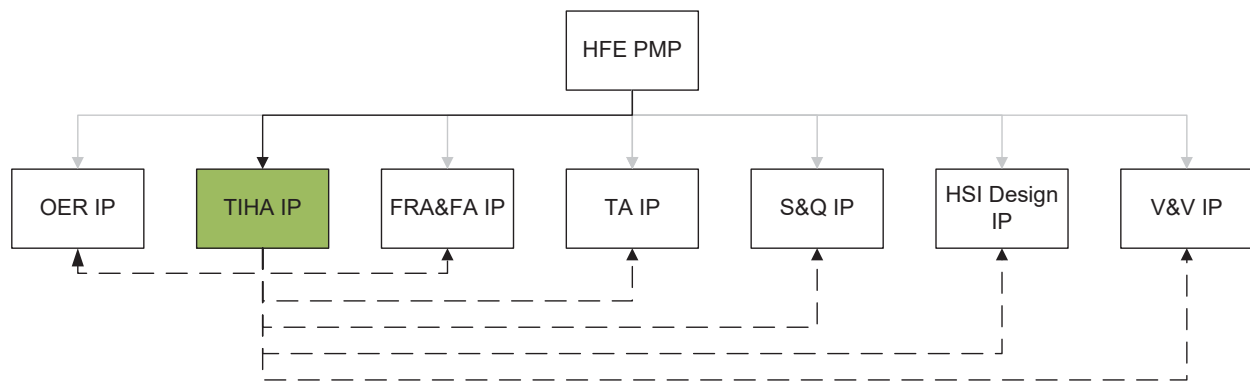 HFE PMP
OER IP
TIHA IP
FRA&FA IP
TA IP
S&Q IP
HSI Design
IP
V&V IP